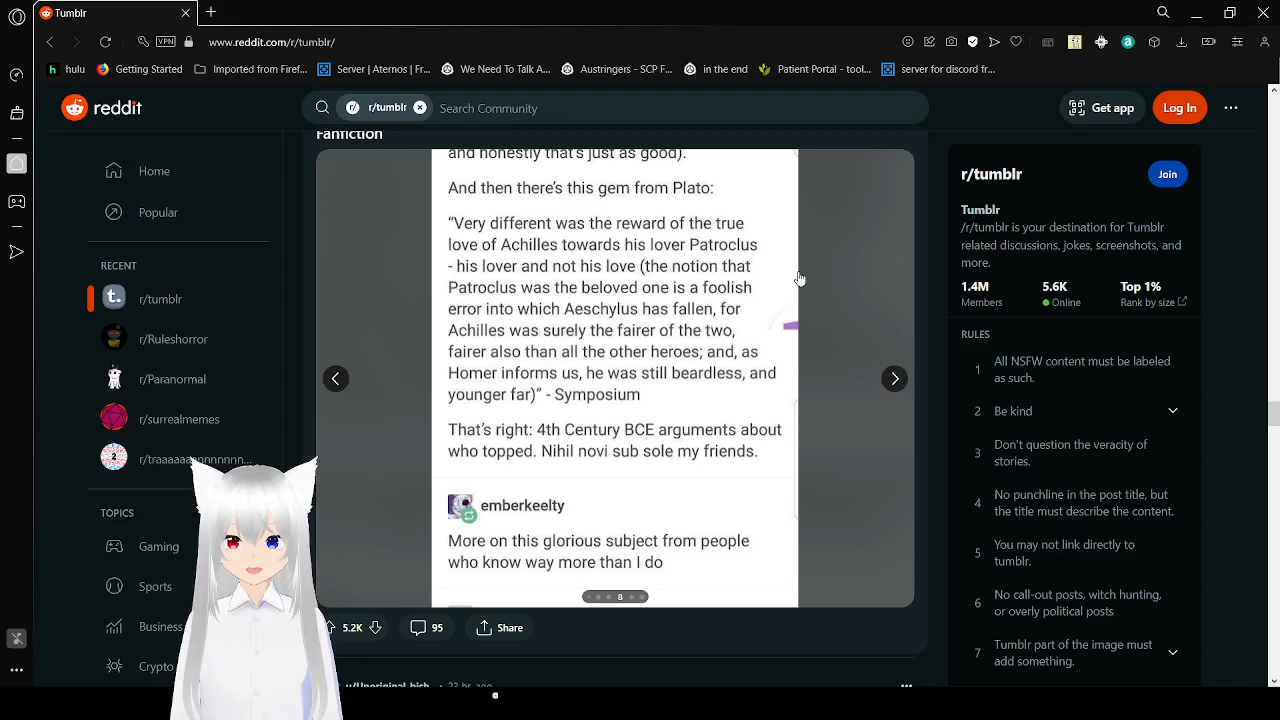 Tumblr
www.reddit.com/r/tumblr/
VPN
hulu
Getting Started
Imported from Firef...
Server | Aternos | Fr...
We Need To Talk A...
Austringers - SCP F...
in the end
Patient Portal - tool...
server for discord fr...
reddit
r/tumblr
Search Community
Get app
Log In
Home
Popular
RECENT
r/tumblr
r/Ruleshorror
r/Paranormal
r/surrealmemes
TOPICS
Gaming
Sports
Business
Crypto
Fanfiction
and honestly that's just as good).
And then there's this gem from Plato:
“Very different was the reward of the true
love of Achilles towards his lover Patroclus
- his lover and not his love (the notion that
Patroclus was the beloved one is a foolish
error into which Aeschylus has fallen, for
Achilles was surely the fairer of the two,
fairer also than all the other heroes; and, as
Homer informs us, he was still beardless, and
younger far)” - Symposium
That's right: 4th Century BCE arguments about
who topped. Nihil novi sub sole my friends.
emberkeelty
More on this glorious subject from people
who know way more than I do
8
5.2K
95
Share
23 hr. ago
r/tumblr
Join
Tumblr
/r/tumblr is your destination for Tumblr
related discussions, jokes, screenshots, and
more.
1.4M
Members
5.6K
Online
Top 1%
Rank by size
RULES
1 All NSFW content must be labeled
as such.
2 Be kind
3 Don't question the veracity of
stories.
4 No punchline in the post title, but
the title must describe the content.
5 You may not link directly to
tumblr.
6 No call-out posts, witch hunting,
or overly political posts
7 Tumblr part of the image must
add something.